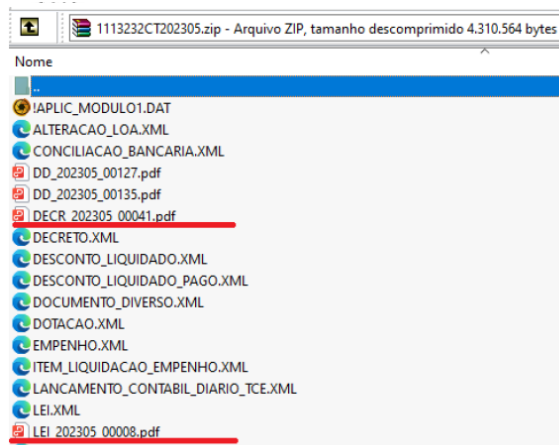 1113232CT202305.zip - Arquivo ZIP, tamanho descomprimido 4.310.564 bytes
Nome
..
!APLIC_MODULO1.DAT
ALTERACAO_LOA.XML
CONCILIACAO_BANCARIA.XML
DD_202305_00127.pdf
DD_202305_00135.pdf
DECR_202305_00041.pdf
DECRETO.XML
DESCONTO_LIQUIDADO.XML
DESCONTO_LIQUIDADO_PAGO.XML
DOCUMENTO_DIVERSO.XML
DOTACAO.XML
EMPENHO.XML
ITEM_LIQUIDACAO_EMPENHO.XML
LANCAMENTO_CONTABIL_DIARIO_TCE.XML
LEI.XML
LEI_202305_00008.pdf